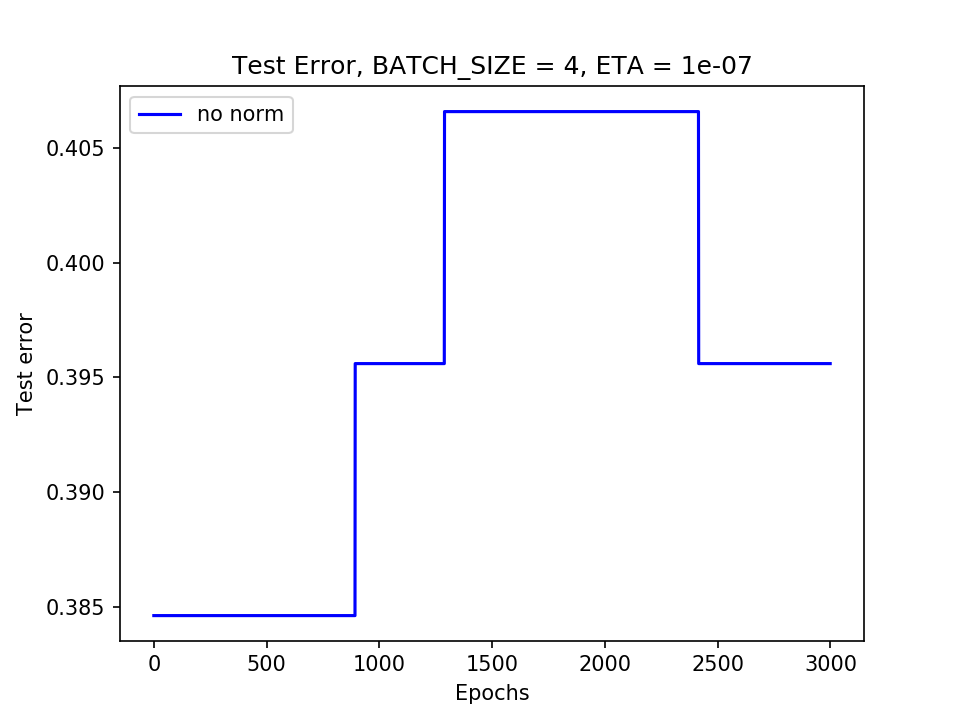 Test Error, BATCH_SIZE = 4, ETA = 1e-07
no norm
0.405
0.400
0.395
0.390
0.385
Test error
0 500 1000 1500 2000 2500 3000
Epochs